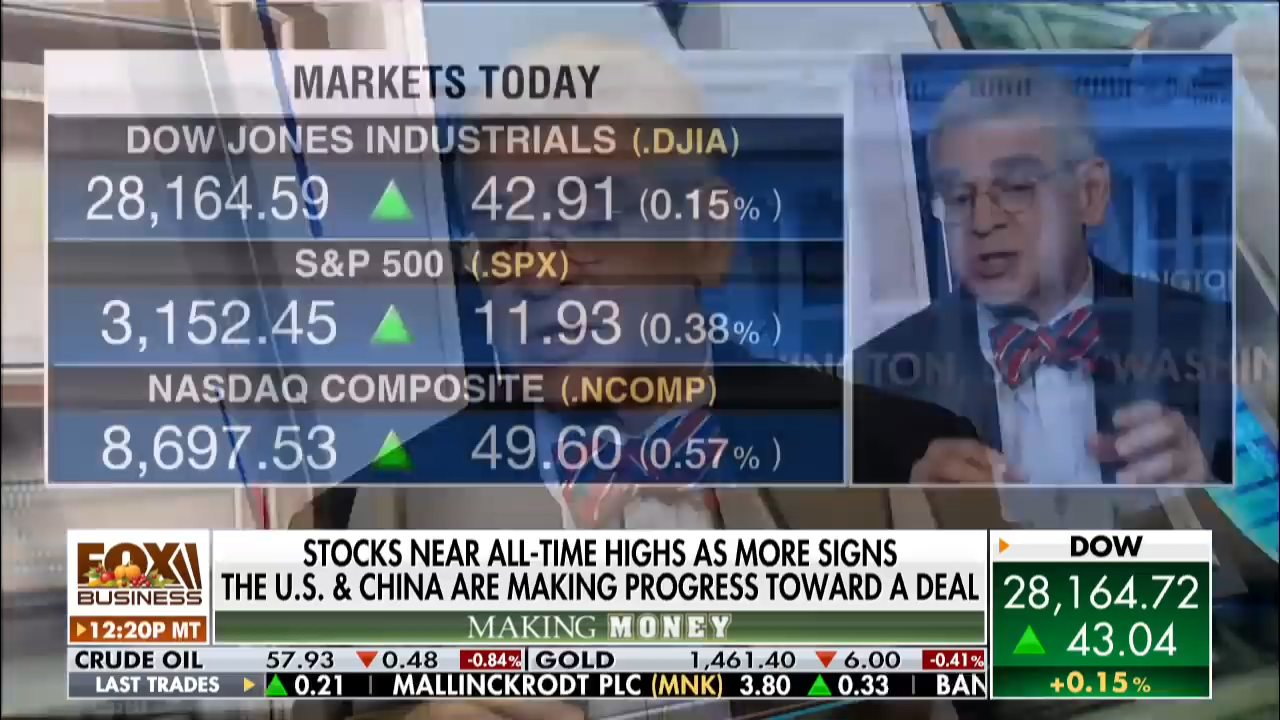 MARKETS TODAY
DOW JONES INDUSTRIALS (.DJIA)
28,164.59 ▲ 42.91 (0.15%)
S&P 500 (.SPX)
3,152.45 ▲ 11.93 (0.38%)
NASDAQ COMPOSITE (.NCOMP)
8,697.53 ▲ 49.60 (0.57%)
INGTON
INGTON, WASHIN
FOX
BUSINESS
12:20P MT
STOCKS NEAR ALL-TIME HIGHS AS MORE SIGNS
THE U.S. & CHINA ARE MAKING PROGRESS TOWARD A DEAL
MAKING MONEY
DOW
28,164.72
▲ 43.04
+0.15%
CRUDE OIL 57.93 ▼0.48 -0.84% GOLD 1,461.40 ▼ 6.00 -0.41%
LAST TRADES ▲ 0.21 | MALLINCKRODT PLC (MNK) 3.80 ▲ 0.33 | BAN